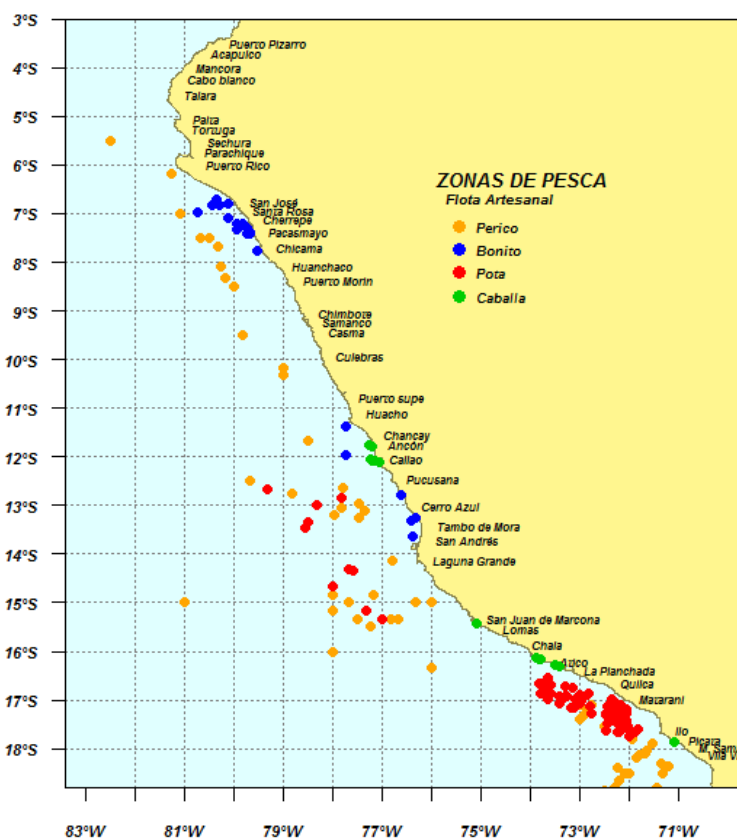 3°S
Puerto Pizarro
Acapulco
4°S
Mancora
Cabo blanco
Talara
5°S
Paita
Tortuga
Sechura
Parachique
6°S
Puerto Rico
ZONAS DE PESCA
Flota Artesanal
Perico
Bonito
Pota
Caballa
San José
7°S
Santa Rosa
Cherrepe
Pacasmayo
Chicama
8°S
Huanchaco
Puerto Morin
9°S
Chimbote
Samanco
Casma
10°S
Culebras
11°S
Puerto supe
Huacho
Chancay
Ancón
12°S
Callao
Pucusana
13°S
Cerro Azul
Tambo de Mora
San Andrés
14°S
Laguna Grande
15°S
San Juan de Marcona
Lomas
16°S
Chala
Atico
La Planchada
Quilca
17°S
Matarani
Ilo
18°S
Picata
M. Sama
Vila Vi
83°W 81°W 79°W 77°W 75°W 73°W 71°W